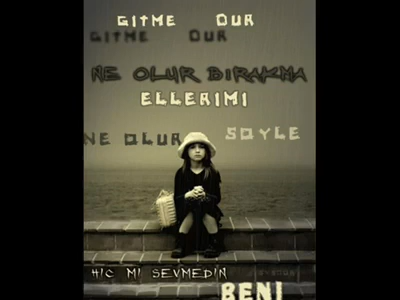 GITME DUR
GITME DUR
NE OLUR BIRAKMA
ELLERIMI
NE OLUR SOYLE
HIC MI SEVMEDIN
BENI